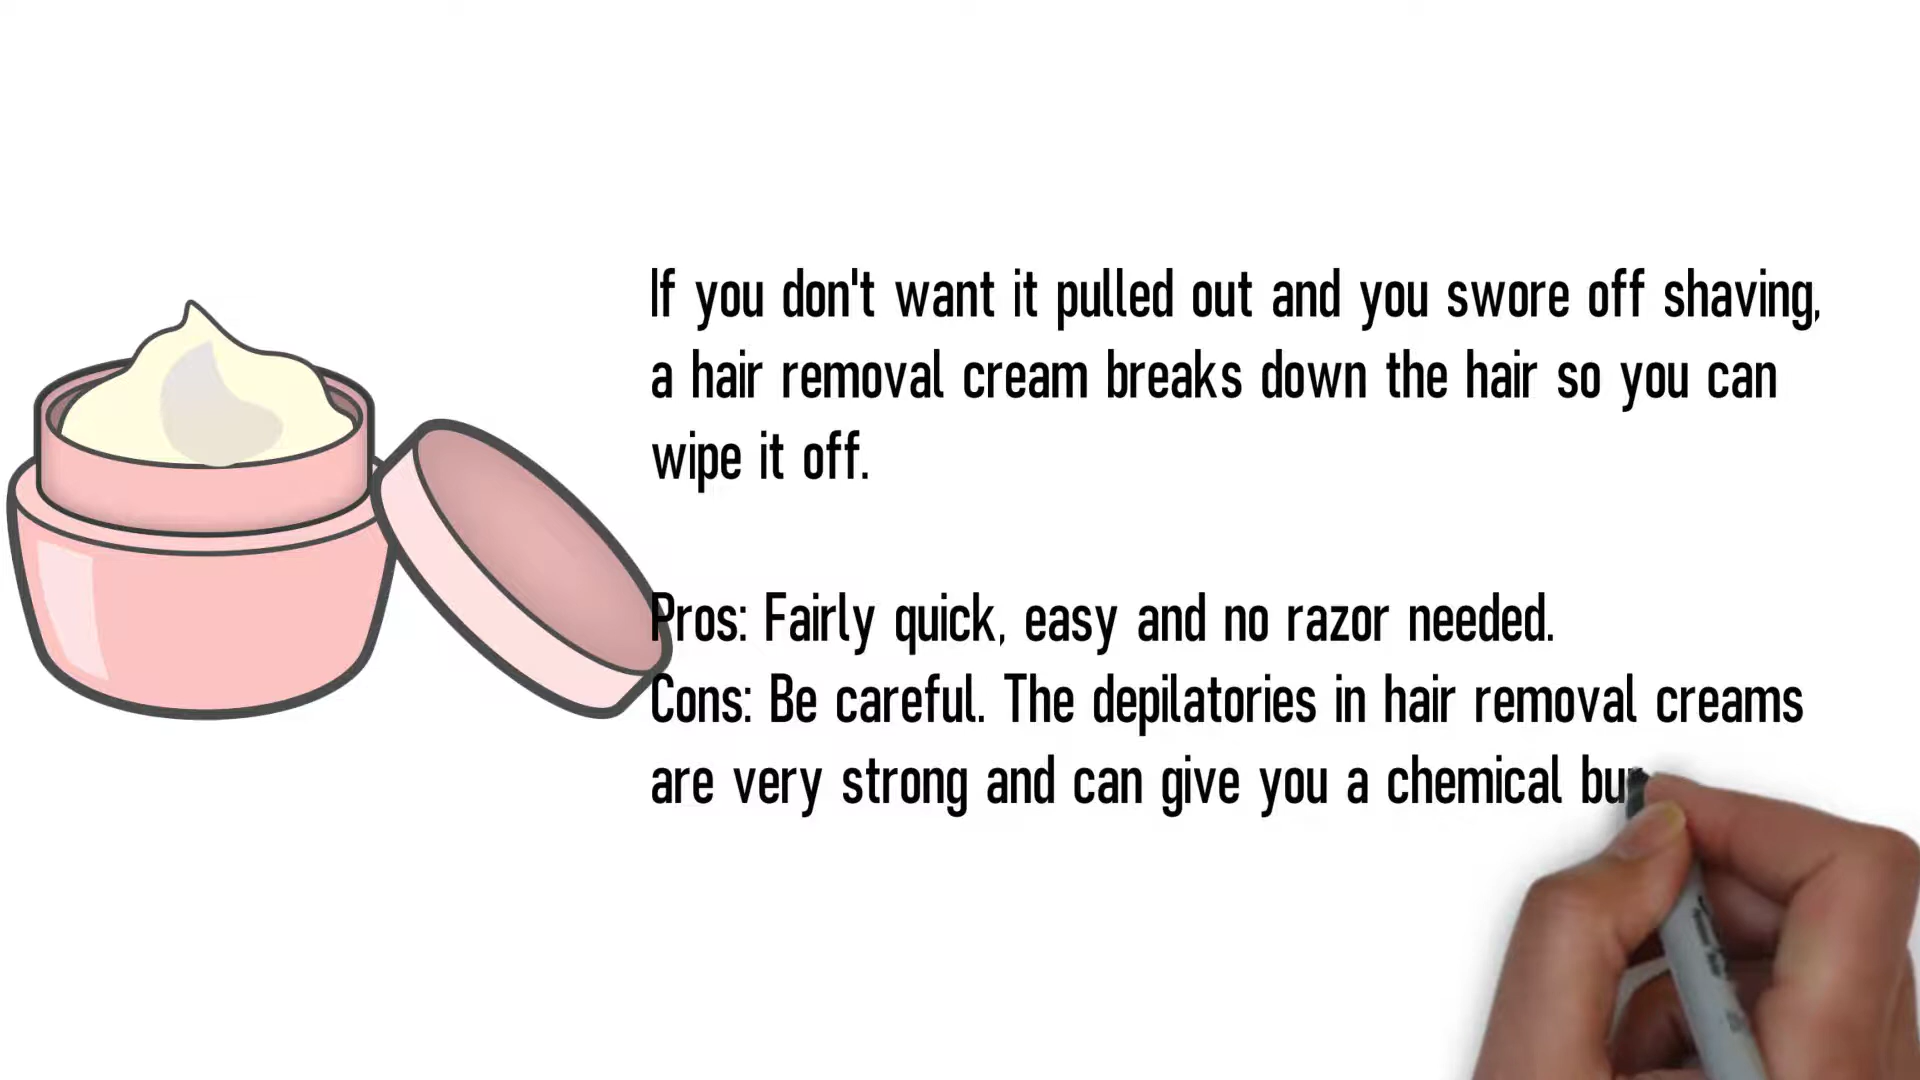 If you don't want it pulled out and you swore off shaving,
a hair removal cream breaks down the hair so you can
wipe it off.
Pros: Fairly quick, easy and no razor needed.
Cons: Be careful. The depilatories in hair removal creams
are very strong and can give you a chemical